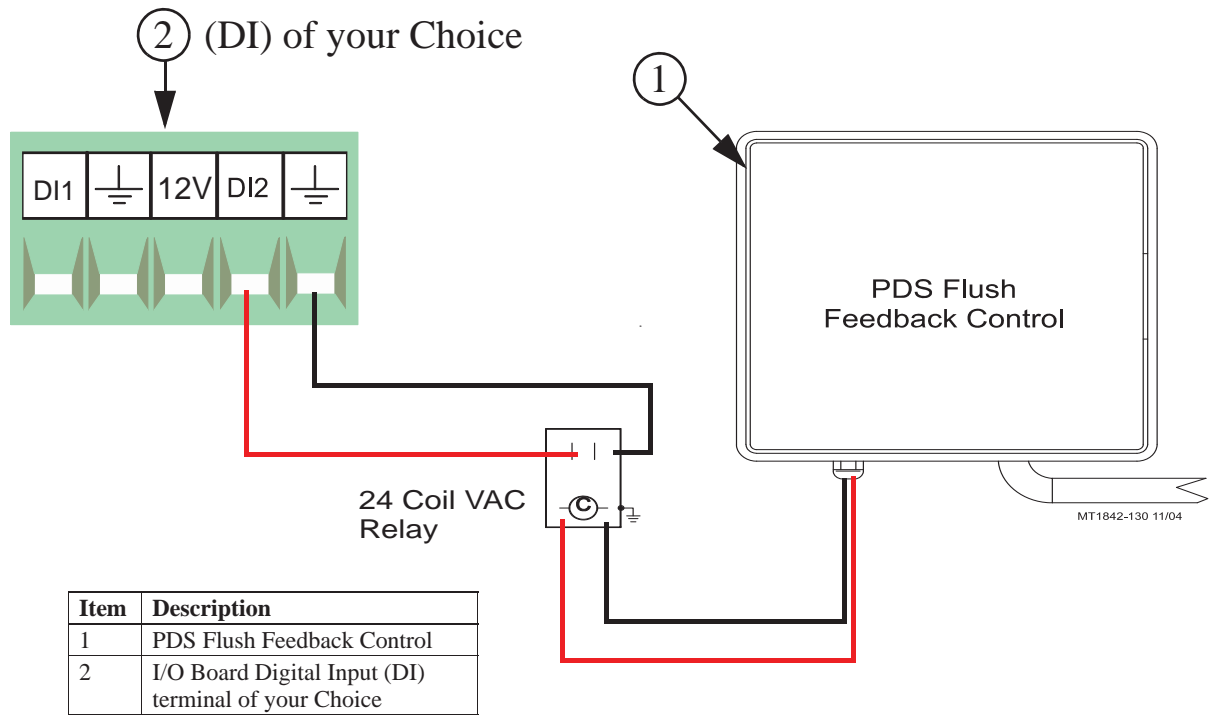 2 (DI) of your Choice
1
DI1 12V DI2
PDS Flush
Feedback Control
24 Coil VAC
Relay
C
MT1842-130 11/04
Item Description
1 PDS Flush Feedback Control
2 I/O Board Digital Input (DI)
terminal of your Choice